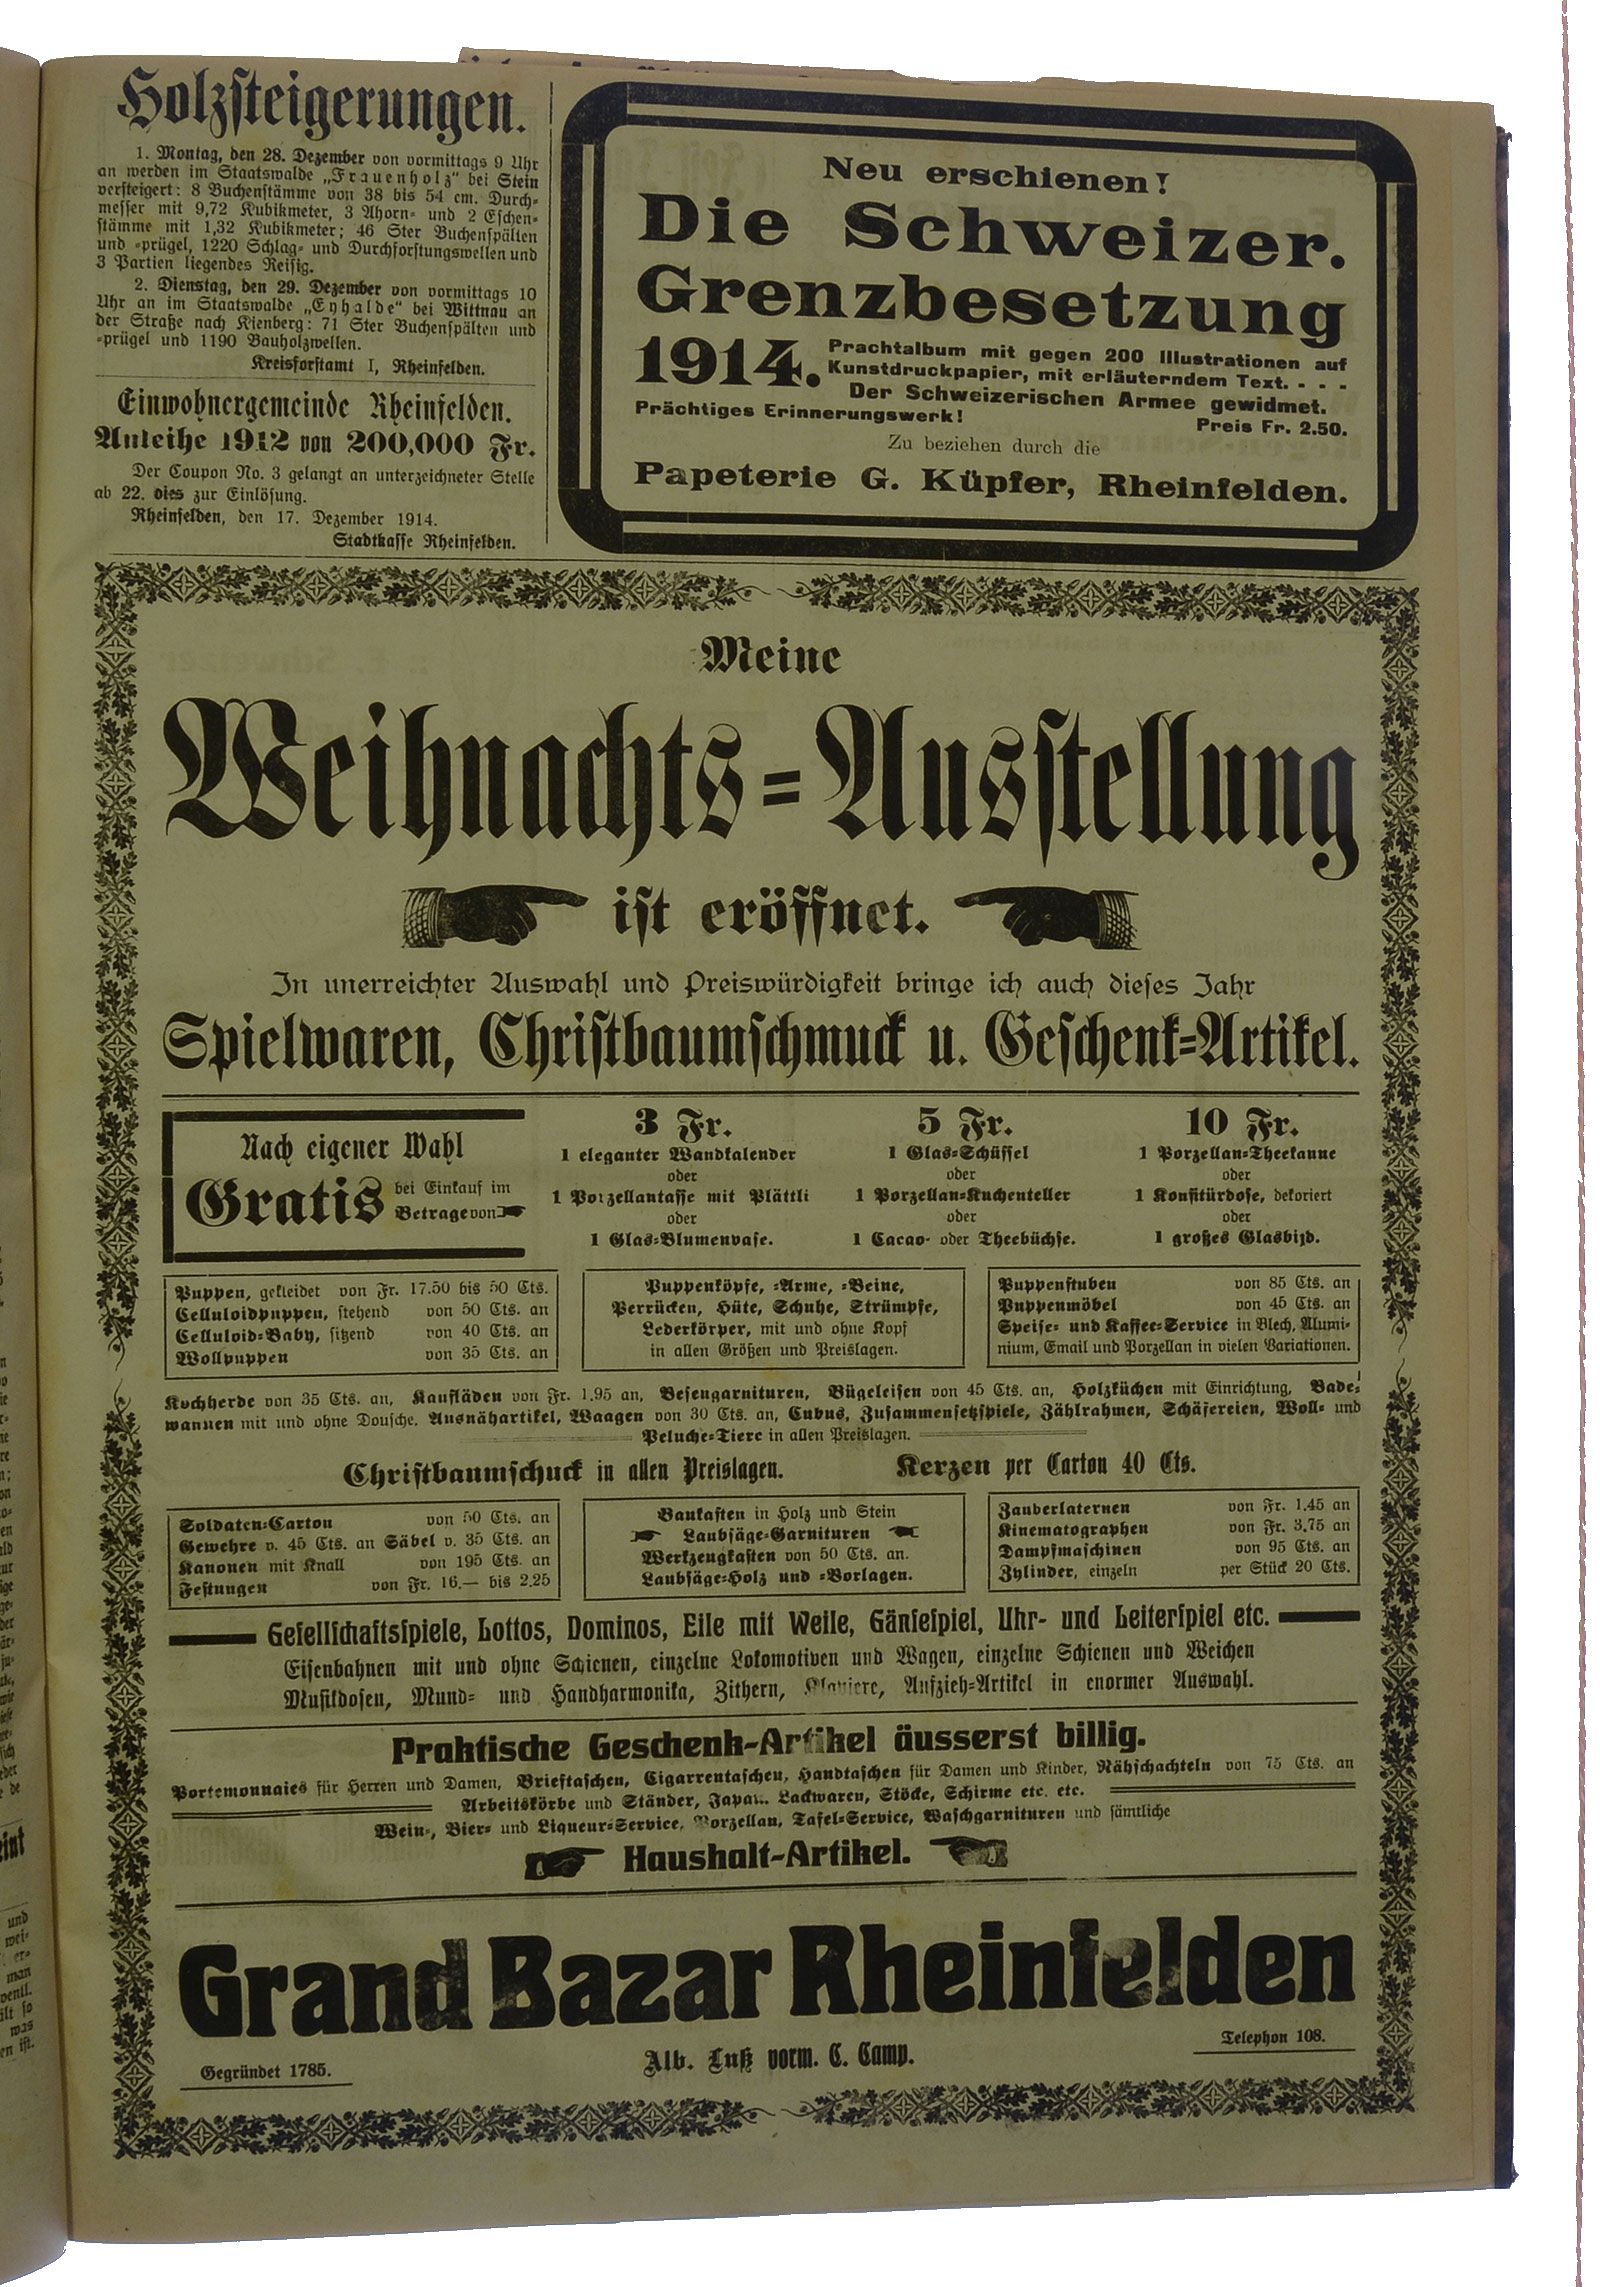 Holzsteigerungen.
1. Montag, den 28. Dezember von vormittags 9 Uhr
an werden im Staatswalde „Frauenholz“ bei Stein
versteigert: 8 Buchenstämme von 38 bis 54 cm. Durch-
messer mit 9,72 Kubikmeter, 3 Ahorn- und 2 Eschen-
stämme mit 1,32 Kubikmeter; 46 Ster Buchenspälten
und -prügel, 1220 Schlag- und Durchforstungswellen und
3 Partien liegendes Reisig.
2. Dienstag, den 29. Dezember von vormittags 10
Uhr an im Staatswalde „Eyhalde“ bei Wittnau an
der Straße nach Kienberg: 71 Ster Buchenspälten und
-prügel und 1190 Bauholzwellen.
Kreisforstamt I, Rheinfelden.
Einwohnergemeinde Rheinfelden.
Anleihe 1912 von 200,000 Fr.
Der Coupon No. 3 gelangt an unterzeichneter Stelle
ab 22. dies zur Einlösung.
Rheinfelden, den 17. Dezember 1914.
Stadtkasse Rheinfelden.
Neu erschienen!
Die Schweizer.
Grenzbesetzung
1914. Prachtalbum mit gegen 200 Illustrationen auf
Kunstdruckpapier, mit erläuterndem Text. . . .
Der Schweizerischen Armee gewidmet.
Prächtiges Erinnerungswerk! Preis Fr. 2.50.
Zu beziehen durch die
Papeterie G. Küpfer, Rheinfelden.
Meine
Weihnachts-Ausstellung
ist eröffnet.
In unerreichter Auswahl und Preiswürdigkeit bringe ich auch dieses Jahr
Spielwaren, Christbaumschmuck u. Geschenk-Artikel.
Nach eigener Wahl
Gratis bei Einkauf im
Betrage von
3 Fr.
1 eleganter Wandkalender
oder
1 Porzellantasse mit Plättli
oder
1 Glas-Blumenvase.
5 Fr.
1 Glas-Schüssel
oder
1 Porzellan-Kuchenteller
oder
1 Cacao- oder Theebüchse.
10 Fr.
1 Porzellan-Theekanne
oder
1 Konfitürdose, dekoriert
oder
1 großes Glasbild.
Puppen, gekleidet von Fr. 17.50 bis 50 Cts.
Celluloidpuppen, stehend von 50 Cts. an
Celluloid-Baby, sitzend von 40 Cts. an
Wollpuppen von 35 Cts. an
Puppenköpfe, -Arme, -Beine,
Perrücken, Hüte, Schuhe, Strümpfe,
Lederkörper, mit und ohne Kopf
in allen Größen und Preislagen.
Puppenstuben von 85 Cts. an
Puppenmöbel von 45 Cts. an
Speise- und Kaffee-Service in Blech, Alumi-
nium, Email und Porzellan in vielen Variationen.
Kochherde von 35 Cts. an, Kaufläden von Fr. 1.95 an, Besengarnituren, Bügeleisen von 45 Cts. an, Holzküchen mit Einrichtung, Bade-
wannen mit und ohne Dousche. Ausnähartikel, Waagen von 30 Cts. an, Cubus, Zusammensetzspiele, Zählrahmen, Schäfereien, Woll- und
Peluche-Tiere in allen Preislagen.
Christbaumschuck in allen Preislagen. Kerzen per Carton 40 Cts.
Soldaten-Carton von 50 Cts. an
Gewehre v. 45 Cts. an Säbel v. 35 Cts. an
Kanonen mit Knall von 195 Cts. an
Festungen von Fr. 16.— bis 2.25
Baukasten in Holz und Stein
Laubsäge-Garnituren
Werkzeugkasten von 50 Cts. an.
Laubsäge-Holz und -Vorlagen.
Zauberlaternen von Fr. 1.45 an
Kinematographen von Fr. 3.75 an
Dampfmaschinen von 95 Cts. an
Zylinder, einzeln per Stück 20 Cts.
Gesellschaftsspiele, Lottos, Dominos, Eile mit Weile, Gänsespiel, Uhr- und Leiterspiel etc.
Eisenbahnen mit und ohne Schienen, einzelne Lokomotiven und Wagen, einzelne Schienen und Weichen
Musikdosen, Mund- und Handharmonika, Zithern, Klaviere, Aufzieh-Artikel in enormer Auswahl.
Praktische Geschenk-Artikel äusserst billig.
Portemonnaies für Herren und Damen, Brieftaschen, Cigarrentaschen, Handtaschen für Damen und Kinder, Nähschachteln von 75 Cts. an
Arbeitskörbe und Ständer, Japan. Lackwaren, Stöcke, Schirme etc. etc.
Wein-, Bier- und Liqueur-Service, Porzellan, Tafel-Service, Waschgarnituren und sämtliche
Haushalt-Artikel.
Grand Bazar Rheinfelden
Gegründet 1785. Alb. Lutz vorm. C. Camp. Telephon 108.